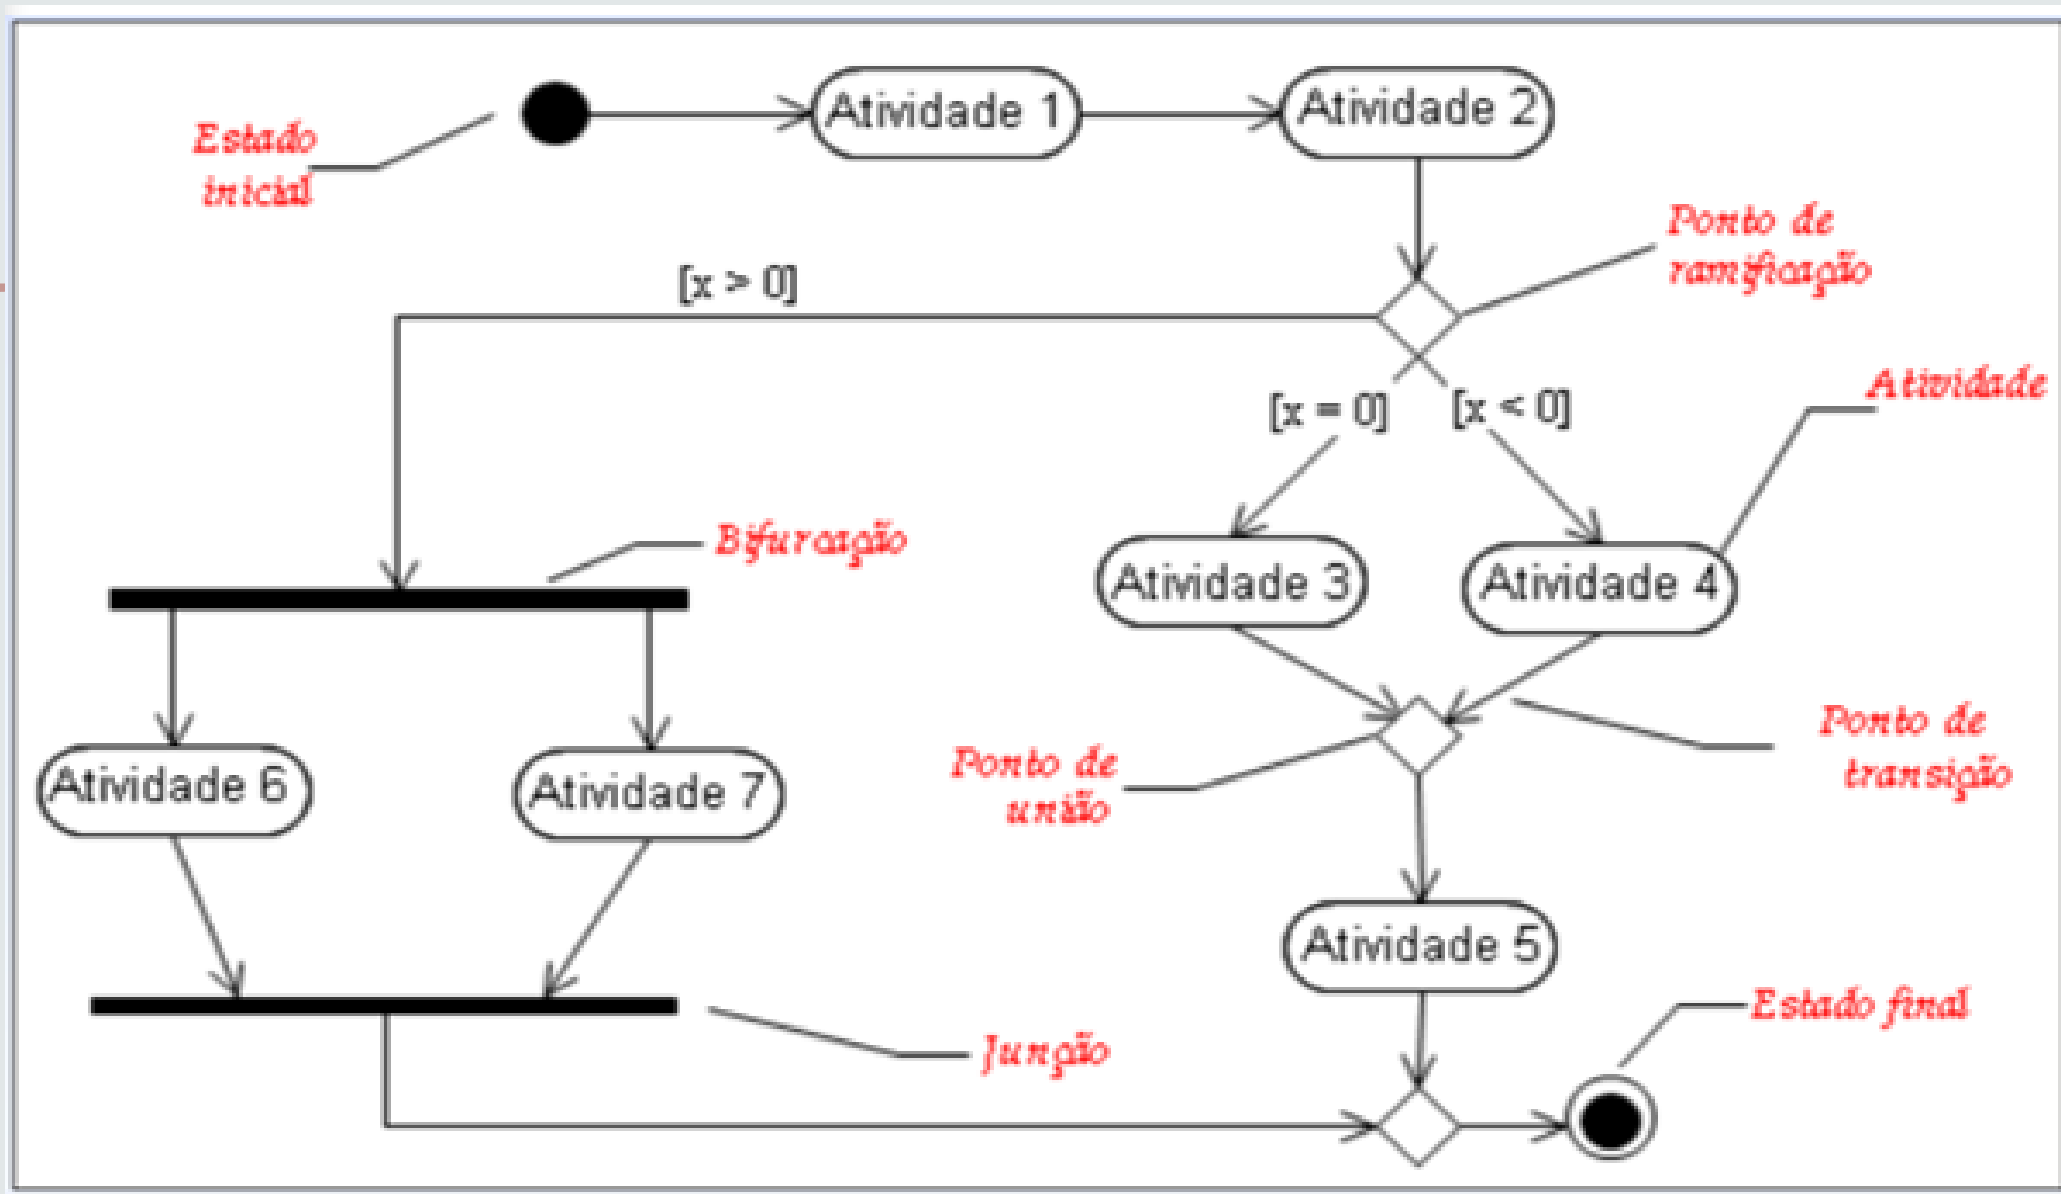 Atividade 1
Atividade 2
Estado
inicial
Ponto de
ramificação
[x > 0]
Atividade
[x = 0]
[x < 0]
Bifurcação
Atividade 3
Atividade 4
Ponto de
transição
Ponto de
união
Atividade 6
Atividade 7
Atividade 5
Estado final
Junção